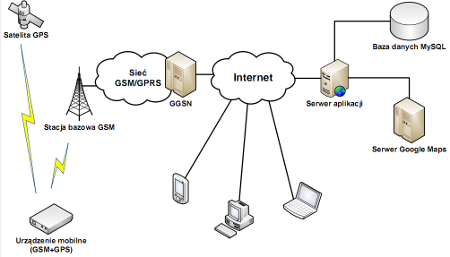 Satelita GPS
Baza danych MySQL
Sieć
GSM/GPRS
Internet
GGSN
Serwer aplikacji
Stacja bazowa GSM
Serwer Google Maps
Urządzenie mobilne
(GSM+GPS)